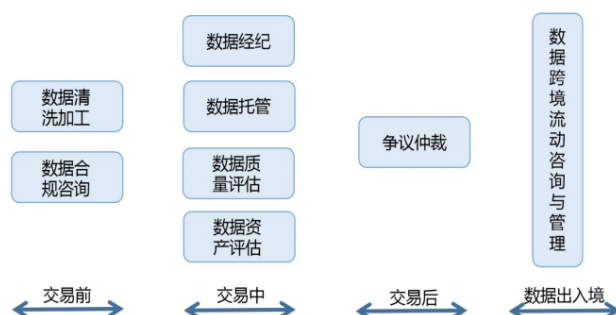 数据清
洗加工
数据合
规咨询
交易前
数据经纪
数据托管
数据质
量评估
数据资
产评估
交易中
争议仲裁
交易后
数据跨境流动咨询与管理
数据出入境